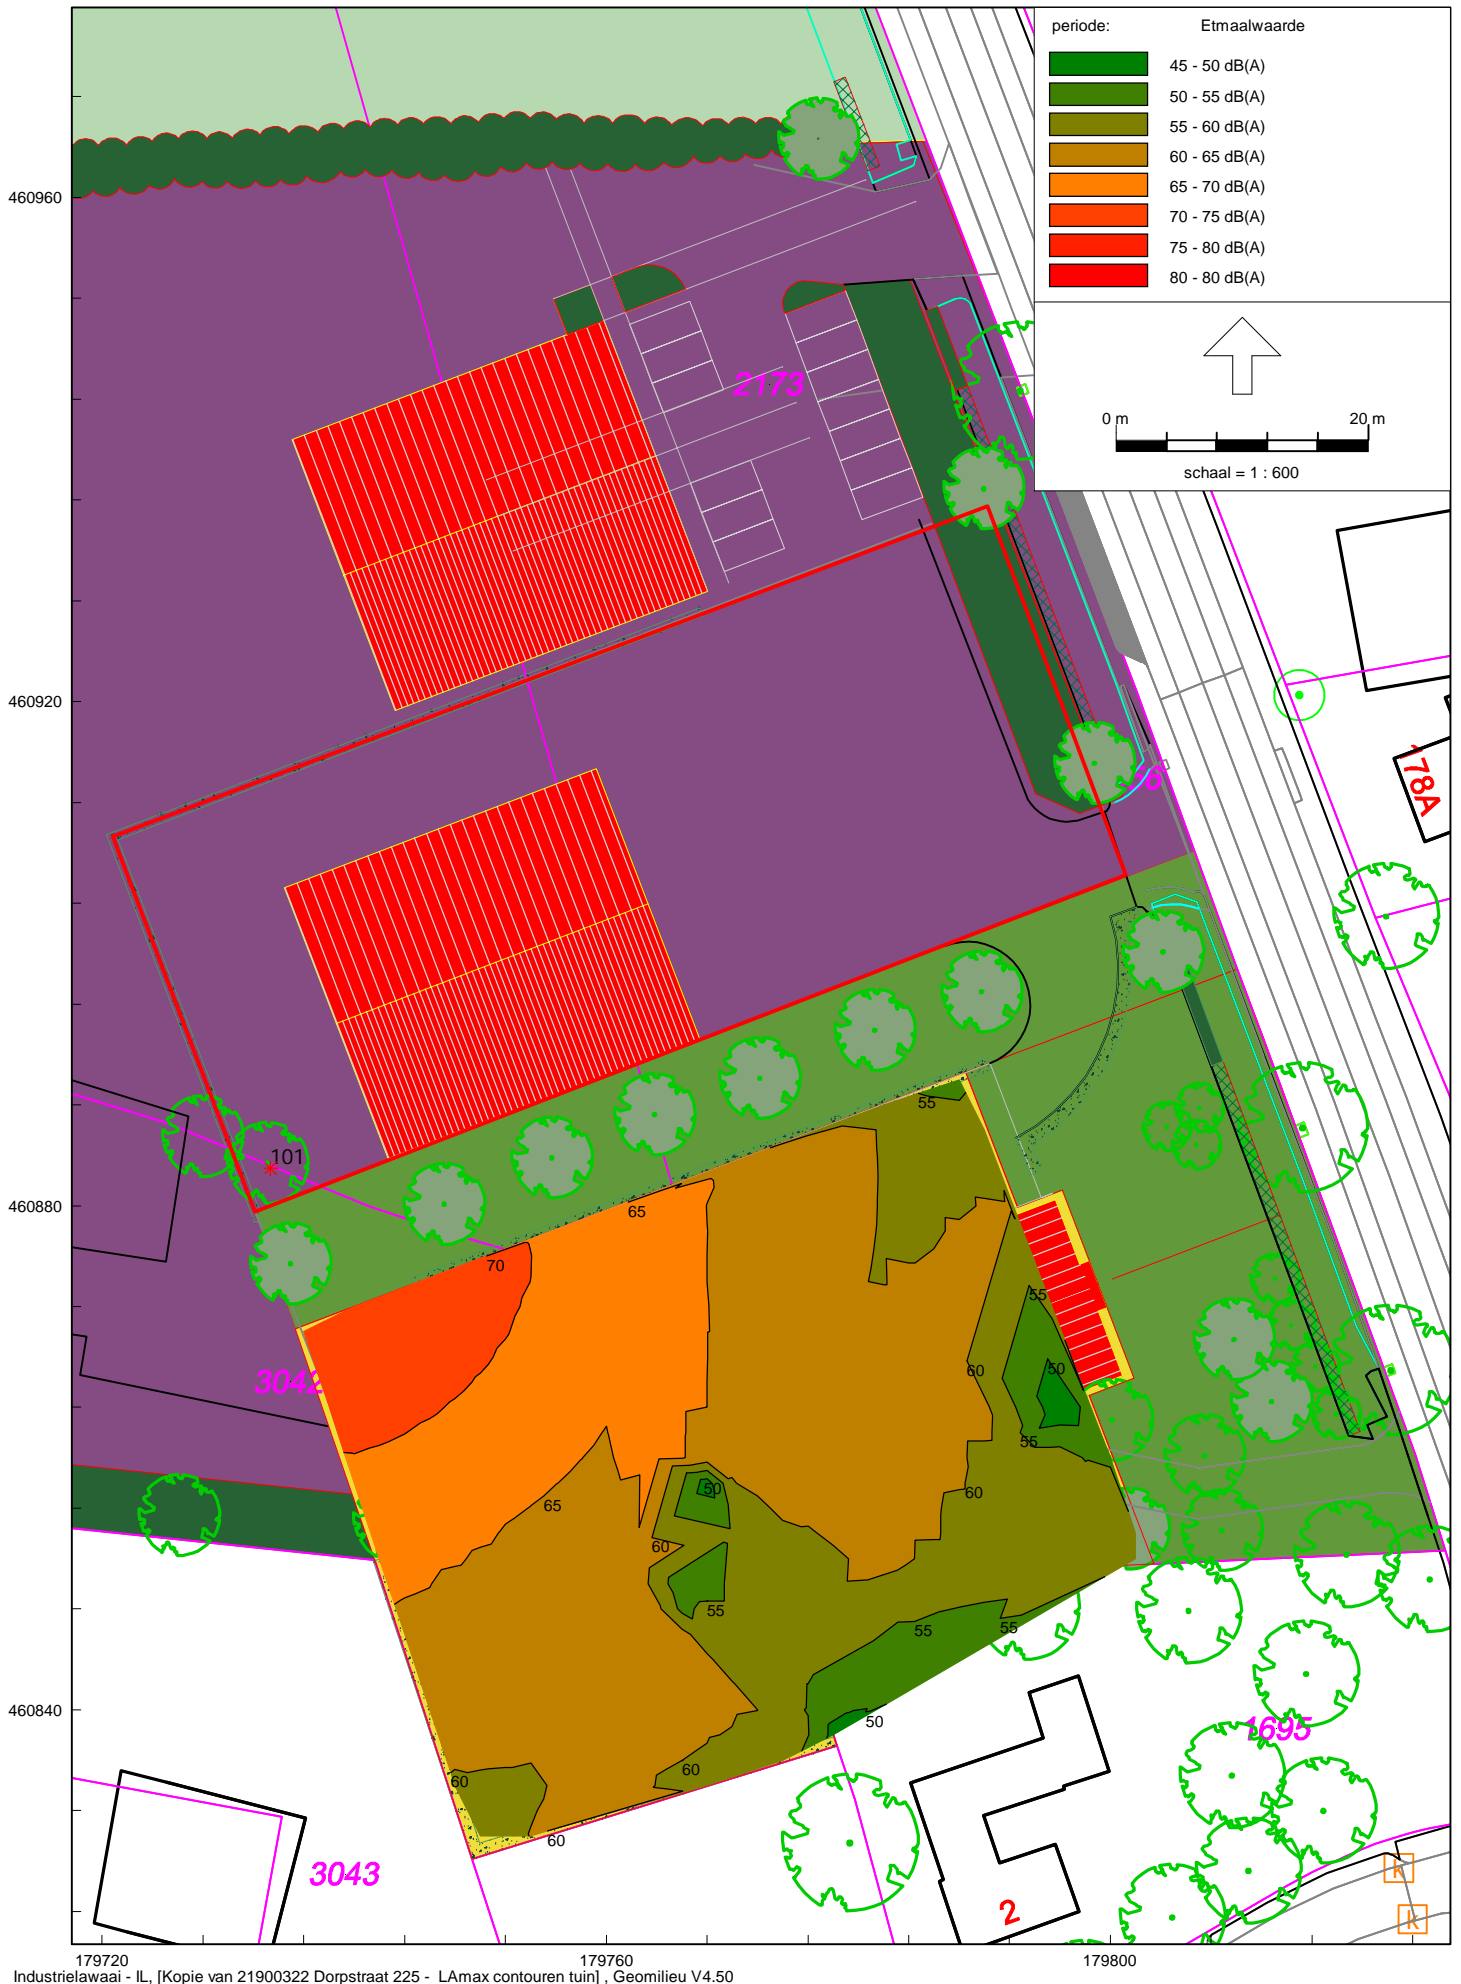 periode: Etmaalwaarde
45 - 50 dB(A)
50 - 55 dB(A)
55 - 60 dB(A)
60 - 65 dB(A)
65 - 70 dB(A)
70 - 75 dB(A)
75 - 80 dB(A)
80 - 80 dB(A)
0 m 20 m
schaal = 1 : 600
460960
2173
460920
178A
55
101
460880
65
70
55
3042
60
50
55
50
65
60
60
55
55
55
460840
50
1695
60
60
60
3043
2
K
K
179720 179760 179800
Industrielawaai - IL, [Kopie van 21900322 Dorpstraat 225 - LAmax contouren tuin] , Geomilieu V4.50